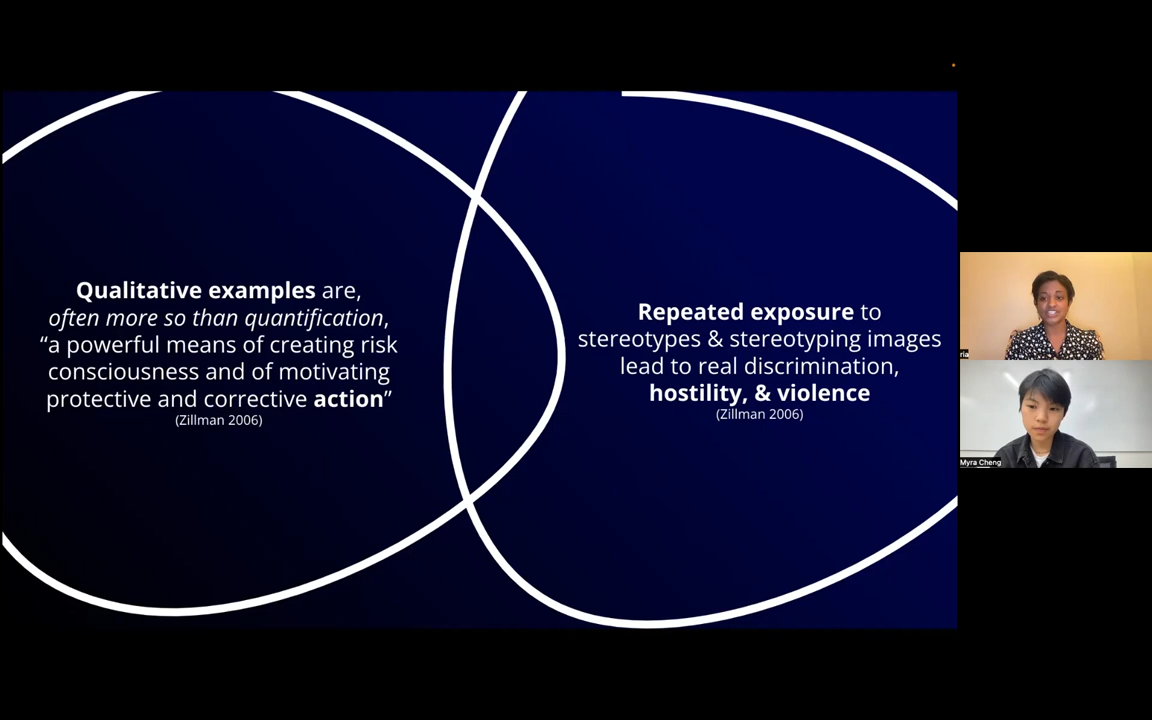 Qualitative examples are,
often more so than quantification,
“a powerful means of creating risk
consciousness and of motivating
protective and corrective action”
(Zillman 2006)
Repeated exposure to
stereotypes & stereotyping images
lead to real discrimination,
hostility, & violence
(Zillman 2006)
ria
Myra Cheng